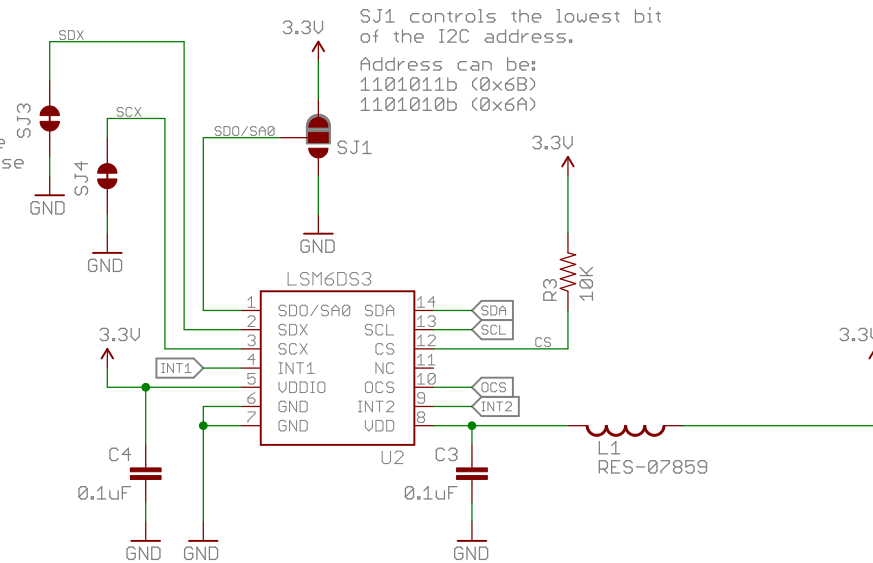 SJ1 controls the lowest bit
of the I2C address.
Address can be:
1101011b (0x6B)
1101010b (0x6A)
3.3V
SDX
SJ3
GND
SCX
SJ4
GND
se
SDO/SA0
SJ1
GND
3.3V
R3
10K
LSM6DS3
1 SDO/SA0 SDA 14 SDA
2 SDX SCL 13 SCL
3 SCX CS 12 CS
INT1 4 INT1 NC 11
5 VDDIO OCS 10 OCS
6 GND INT2 9 INT2
7 GND VDD 8
U2
3.3V
3.3V
C4
0.1uF
GND
GND
C3
0.1uF
GND
L1
RES-07859